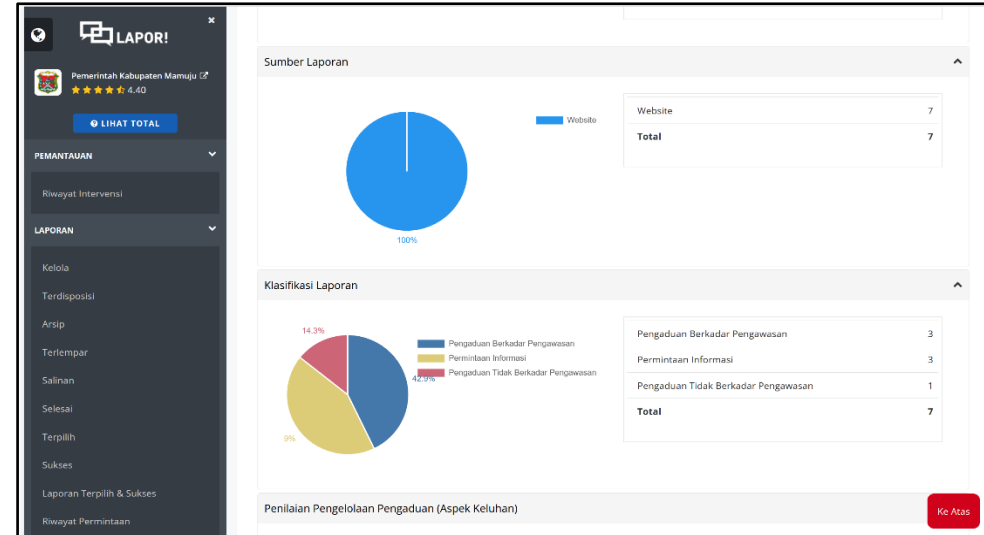 LAPOR!
×
Pemerintah Kabupaten Mamuju
4.40
LIHAT TOTAL
PEMANTAUAN
Riwayat Intervensi
LAPORAN
Kelola
Terdisposisi
Arsip
Terlempar
Salinan
Selesai
Terpilih
Sukses
Laporan Terpilih & Sukses
Riwayat Permintaan
Sumber Laporan
Website
100%
Website 7
Total 7
Klasifikasi Laporan
14.3%
42.9%
9%
Pengaduan Berkadar Pengawasan
Permintaan Informasi
Pengaduan Tidak Berkadar Pengawasan
Pengaduan Berkadar Pengawasan 3
Permintaan Informasi 3
Pengaduan Tidak Berkadar Pengawasan 1
Total 7
Penilaian Pengelolaan Pengaduan (Aspek Keluhan)
Ke Atas